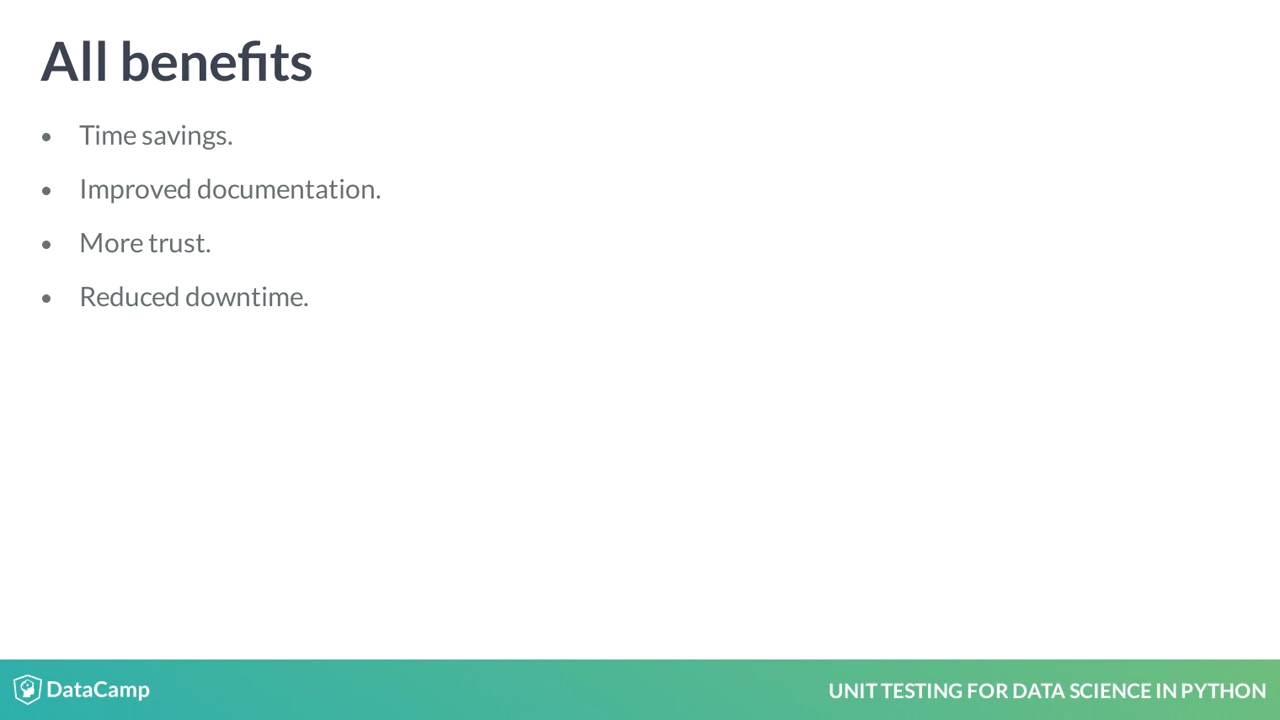 All benefits
• Time savings.
• Improved documentation.
• More trust.
• Reduced downtime.
DataCamp
UNIT TESTING FOR DATA SCIENCE IN PYTHON